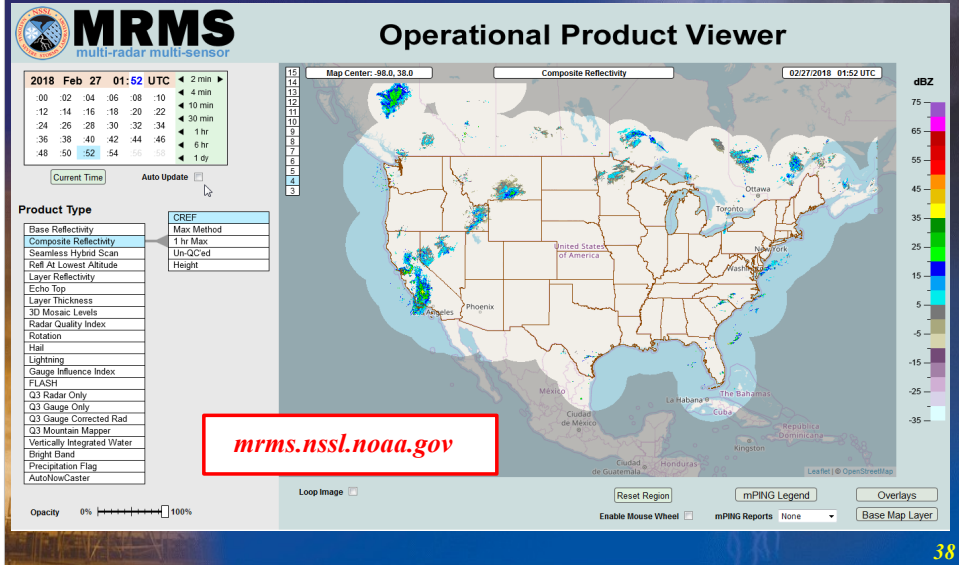 MRMS
multi-radar multi-sensor
Operational Product Viewer
2018 Feb 27 01:52 UTC
:00 :02 :04 :06 :08 :10
:12 :14 :16 :18 :20 :22
:24 :26 :28 :30 :32 :34
:36 :38 :40 :42 :44 :46
:48 :50 :52 :54 :56 :58
2 min
4 min
10 min
30 min
1 hr
6 hr
1 dy
Current Time
Auto Update
Product Type
Base Reflectivity
Composite Reflectivity
Seamless Hybrid Scan
Refl At Lowest Altitude
Layer Reflectivity
Echo Top
Layer Thickness
3D Mosaic Levels
Radar Quality Index
Rotation
Hail
Lightning
Gauge Influence Index
FLASH
Q3 Radar Only
Q3 Gauge Only
Q3 Gauge Corrected Rad
Q3 Mountain Mapper
Vertically Integrated Water
Bright Band
Precipitation Flag
AutoNowCaster
CREF
Max Method
1 hr Max
Un-QC'ed
Height
Opacity 0% 100%
15
14
13
12
11
10
9
8
7
6
5
4
3
Map Center: -98.0, 38.0
Composite Reflectivity
02/27/2018 01:52 UTC
Ottawa
Toronto
New York
United States
of America
Phoenix
México
La Habana
The Bahamas
Cuba
Ciudad
de México
Republica
Dominicana
Kingston
Ciudad
de Guatemala
Honduras
Leaflet | © OpenStreetMap
dBZ
75
65
55
45
35
25
15
5
-5
-15
-25
-35
mrms.nssl.noaa.gov
Loop Image
Reset Region
mPING Legend
Overlays
Enable Mouse Wheel
mPING Reports None
Base Map Layer
38